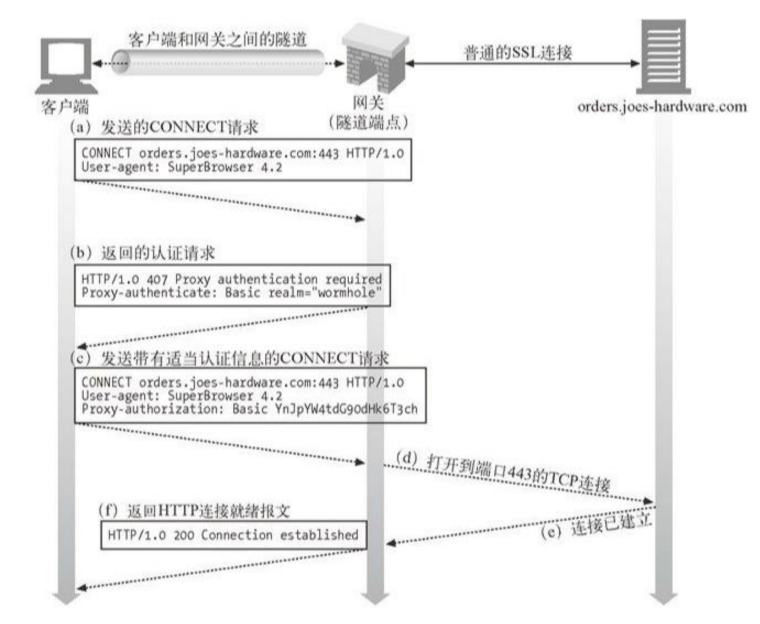 客户端和网关之间的隧道
普通的SSL连接
客户端
网关
(隧道端点)
orders.joes-hardware.com
(a) 发送的CONNECT请求
CONNECT orders.joes-hardware.com:443 HTTP/1.0
User-agent: SuperBrowser 4.2
(b) 返回的认证请求
HTTP/1.0 407 Proxy authentication required
Proxy-authenticate: Basic realm="wormhole"
(c) 发送带有适当认证信息的CONNECT请求
CONNECT orders.joes-hardware.com:443 HTTP/1.0
User-agent: SuperBrowser 4.2
Proxy-authorization: Basic YnJpYW4tdG90dHk6T3ch
(d) 打开到端口443的TCP连接
(e) 连接已建立
(f) 返回HTTP连接就绪报文
HTTP/1.0 200 Connection established